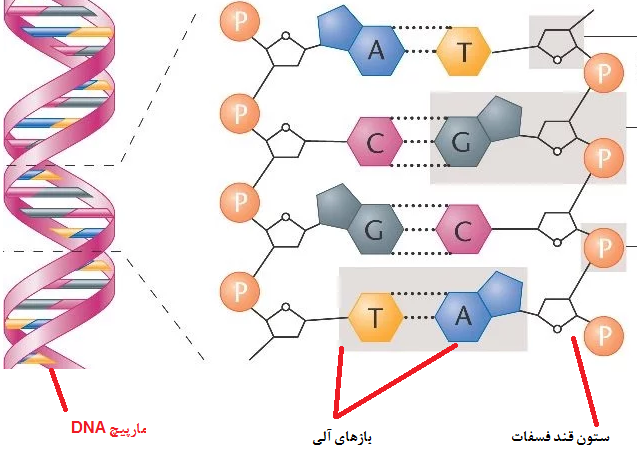 P A T
P
P C G
P
P G C
P
P T A
P
مارپیچ DNA
بازهای آلی
ستون قند فسفات